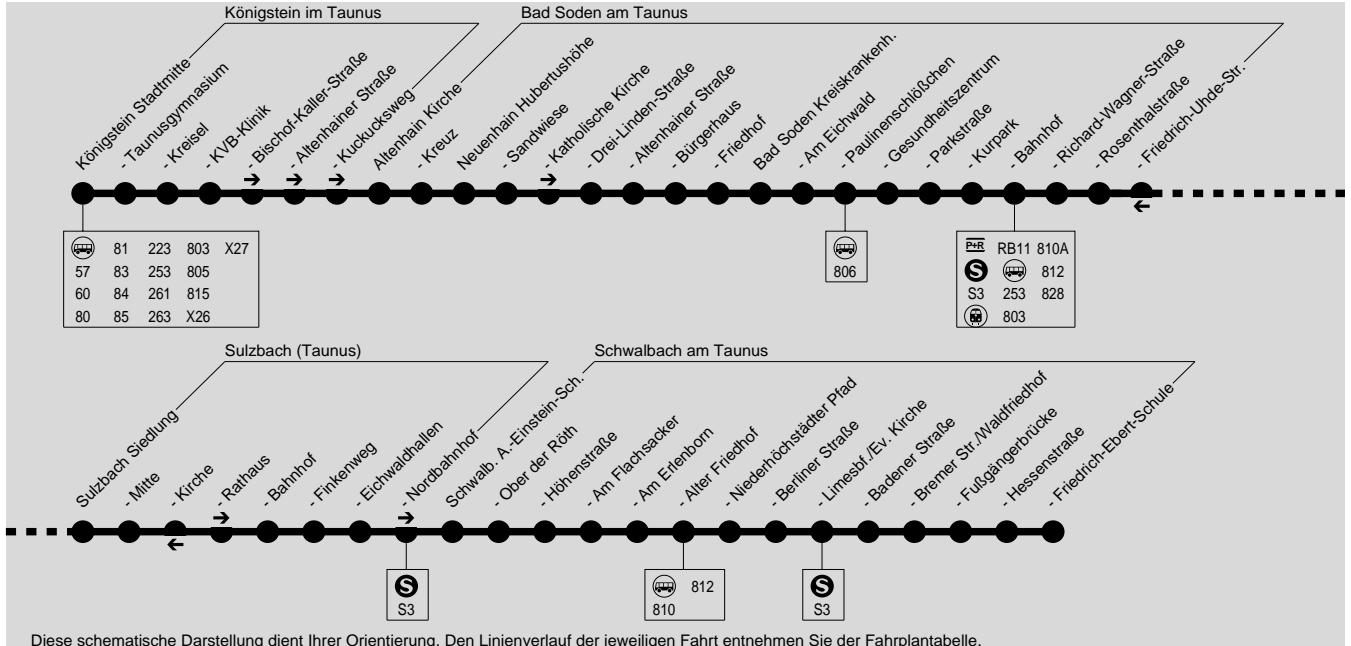 Königstein im Taunus
Bad Soden am Taunus
Königstein Stadtmitte
- Taunusgymnasium
- Kreisel
- KVB-Klinik
- Bischof-Kaller-Straße
- Altenhainer Straße
- Kuckucksweg
Altenhain Kirche
- Kreuz
Neuenhain Hubertushöhe
- Sandwiese
- Katholische Kirche
- Drei-Linden-Straße
- Altenhainer Straße
- Bürgerhaus
- Friedhof
Bad Soden Kreiskrankenh.
- Am Eichwald
- Paulinenschlößchen
- Gesundheitszentrum
- Parkstraße
- Kurpark
- Bahnhof
- Richard-Wagner-Straße
- Rosenthalstraße
- Friedrich-Uhde-Str.
81 223 803 X27
57 83 253 805
60 84 261 815
80 85 263 X26
806
P+R RB11 810A
S 812
S3 253 828
803
Sulzbach (Taunus)
Schwalbach am Taunus
Sulzbach Siedlung
- Mitte
- Kirche
- Rathaus
- Bahnhof
- Finkenweg
- Eichwaldhallen
- Nordbahnhof
Schwalb. A.-Einstein-Sch.
- Ober der Röth
- Höhenstraße
- Am Flachsacker
- Am Erlenborn
- Alter Friedhof
- Niederhöchstädter Pfad
- Berliner Straße
- Limesbf./Ev. Kirche
- Badener Straße
- Bremer Str./Waldfriedhof
- Fußgängerbrücke
- Hessenstraße
- Friedrich-Ebert-Schule
S
S3
812
810
S
S3
Diese schematische Darstellung dient Ihrer Orientierung. Den Linienverlauf der jeweiligen Fahrt entnehmen Sie der Fahrplantabelle.